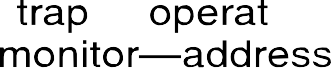 trap operat
monitor—address